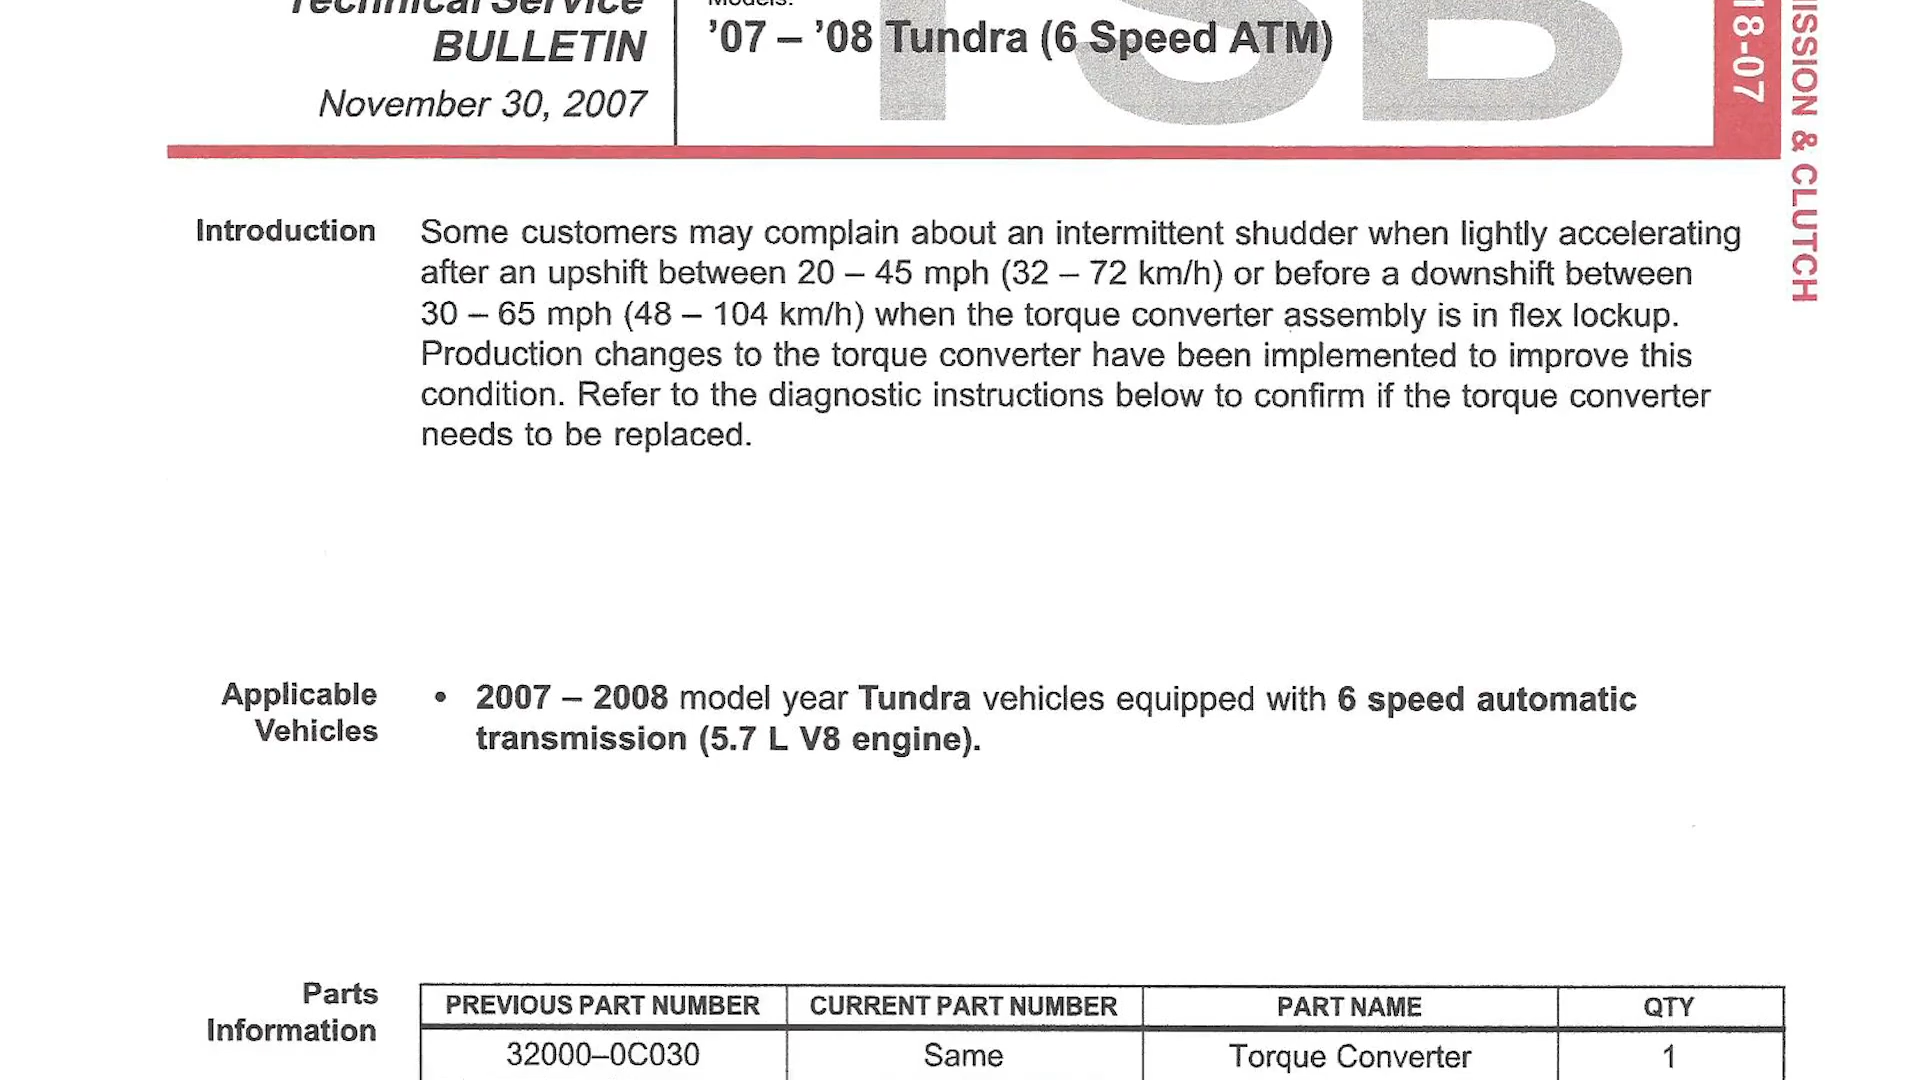 Technical Service
BULLETIN
November 30, 2007
Models:
’07 – ’08 Tundra (6 Speed ATM)
TSB
18-07
ISSION & CLUTCH
Introduction
Some customers may complain about an intermittent shudder when lightly accelerating
after an upshift between 20 – 45 mph (32 – 72 km/h) or before a downshift between
30 – 65 mph (48 – 104 km/h) when the torque converter assembly is in flex lockup.
Production changes to the torque converter have been implemented to improve this
condition. Refer to the diagnostic instructions below to confirm if the torque converter
needs to be replaced.
Applicable
Vehicles
• 2007 – 2008 model year Tundra vehicles equipped with 6 speed automatic
transmission (5.7 L V8 engine).
Parts
Information
PREVIOUS PART NUMBER CURRENT PART NUMBER PART NAME QTY
32000–0C030 Same Torque Converter 1